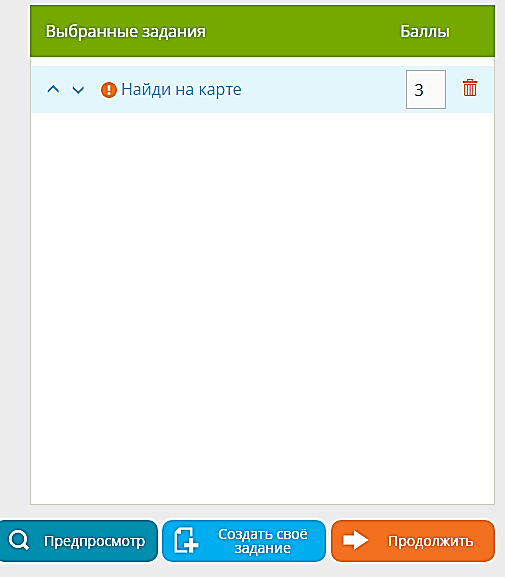 Выбранные задания Баллы
Найди на карте 3
Предпросмотр
Создать своё
задание
Продолжить